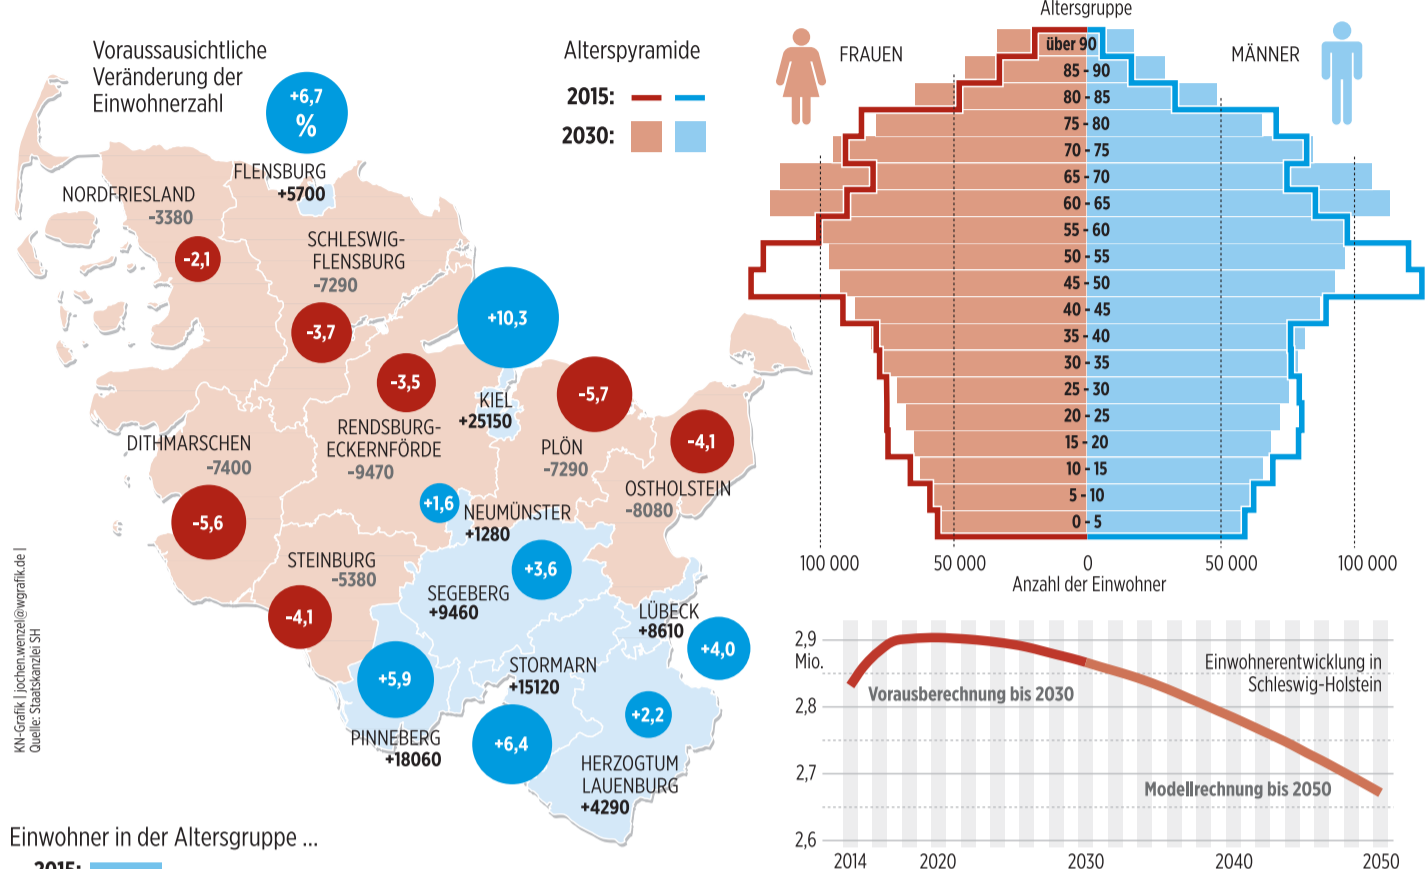 Voraussausichtliche
Veränderung der
Einwohnerzahl
+6,7
%
FLENSBURG
+5700
NORDFRIESLAND
-3380
-2,1
SCHLESWIG-
FLENSBURG
-7290
-3,7
+10,3
-3,5
KIEL
+25150
-5,7
RENDSBURG-
ECKERNFÖRDE
-9470
PLÖN
-7290
-4,1
OSTHOLSTEIN
-8080
DITHMARSCHEN
-7400
-5,6
+1,6
NEUMÜNSTER
+1280
STEINBURG
-5380
-4,1
+3,6
SEGEBERG
+9460
LÜBECK
+8610
+4,0
+5,9
PINNEBERG
+18060
STORMARN
+15120
+6,4
+2,2
HERZOGTUM
LAUENBURG
+4290
KN-Grafik | jochen.wenzel@wgrafik.de |
Quelle: Staatskanzlei SH
Einwohner in der Altersgruppe ...
2015:
Alterspyramide
2015:
2030:
Altersgruppe
FRAUEN
MÄNNER
über 90
85 - 90
80 - 85
75 - 80
70 - 75
65 - 70
60 - 65
55 - 60
50 - 55
45 - 50
40 - 45
35 - 40
30 - 35
25 - 30
20 - 25
15 - 20
10 - 15
5 - 10
0 - 5
100 000 50 000 0 50 000 100 000
Anzahl der Einwohner
2,9
Mio.
2,8
2,7
2,6
Einwohnerentwicklung in
Schleswig-Holstein
Vorausberechnung bis 2030
Modellrechnung bis 2050
2014 2020 2030 2040 2050